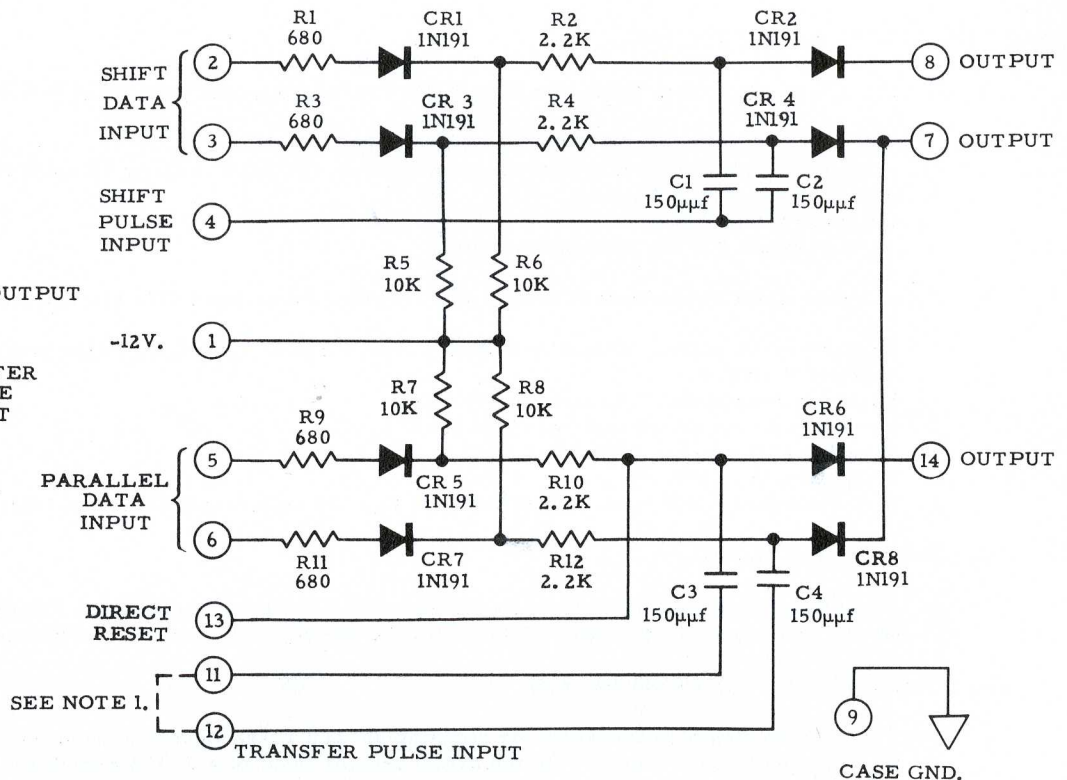 R1
680
CR1
1N191
R2
2.2K
CR2
1N191
2
8
OUTPUT
SHIFT
DATA
INPUT
R3
680
CR 3
1N191
R4
2.2K
CR 4
1N191
3
7
OUTPUT
C1
150µµf
C2
150µµf
SHIFT
PULSE
INPUT
4
R5
10K
R6
10K
OUTPUT
-12V.
1
R7
10K
R8
10K
R9
680
CR6
1N191
5
CR 5
1N191
R10
2.2K
14
OUTPUT
PARALLEL
DATA
INPUT
6
R11
680
CR7
1N191
R12
2.2K
CR8
1N191
C3
150µµf
C4
150µµf
DIRECT
RESET
13
11
SEE NOTE 1.
12
TRANSFER PULSE INPUT
9
CASE GND.